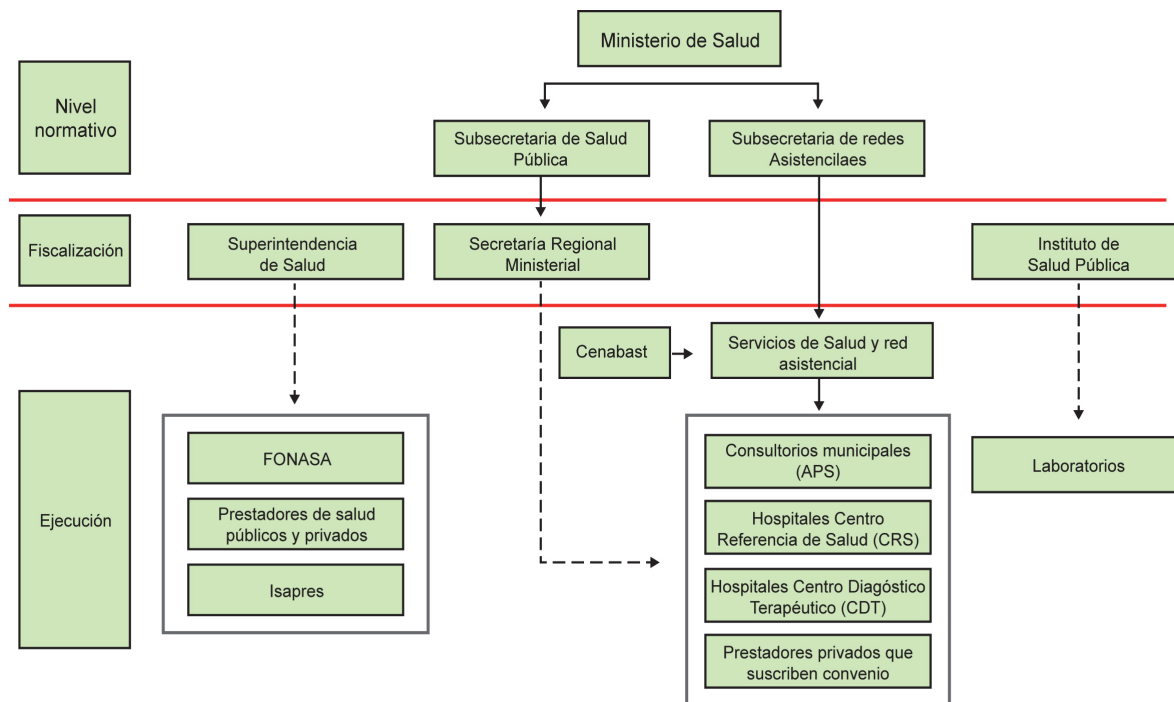 Ministerio de Salud
Nivel
normativo
Subsecretaria de Salud
Pública
Subsecretaria de redes
Asistencilaes
Fiscalización
Superintendencia
de Salud
Secretaría Regional
Ministerial
Instituto de
Salud Pública
Cenabast
Servicios de Salud y red
asistencial
Ejecución
FONASA
Prestadores de salud
públicos y privados
Isapres
Consultorios municipales
(APS)
Hospitales Centro
Referencia de Salud (CRS)
Hospitales Centro Diagóstico
Terapéutico (CDT)
Prestadores privados que
suscriben convenio
Laboratorios